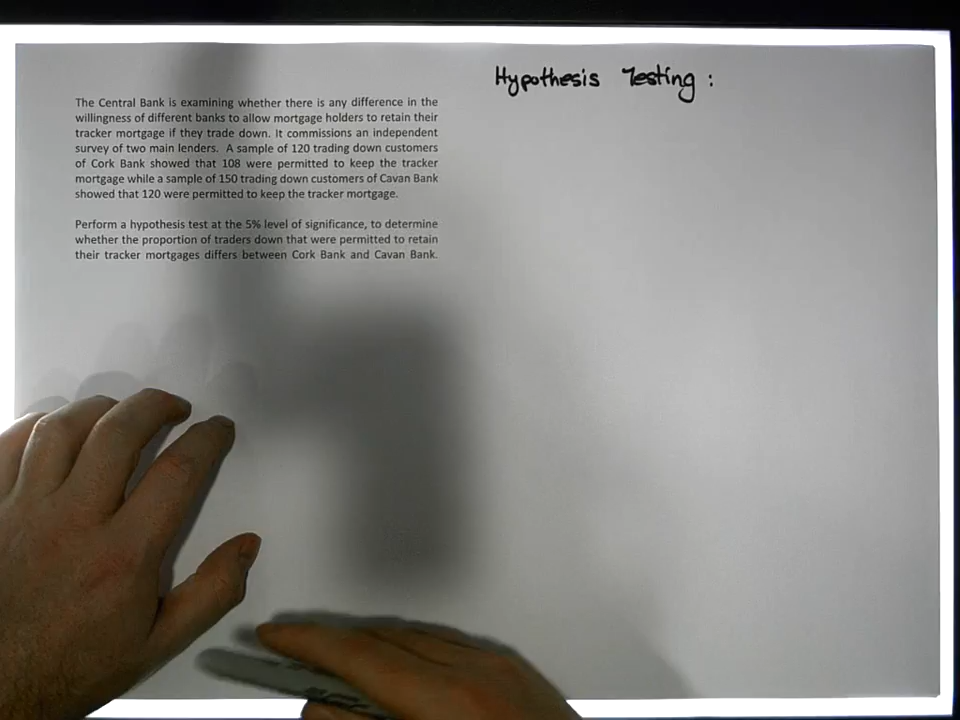 Hypothesis Testing :
The Central Bank is examining whether there is any difference in the
willingness of different banks to allow mortgage holders to retain their
tracker mortgage if they trade down. It commissions an independent
survey of two main lenders. A sample of 120 trading down customers
of Cork Bank showed that 108 were permitted to keep the tracker
mortgage while a sample of 150 trading down customers of Cavan Bank
showed that 120 were permitted to keep the tracker mortgage.
Perform a hypothesis test at the 5% level of significance, to determine
whether the proportion of traders down that were permitted to retain
their tracker mortgages differs between Cork Bank and Cavan Bank.